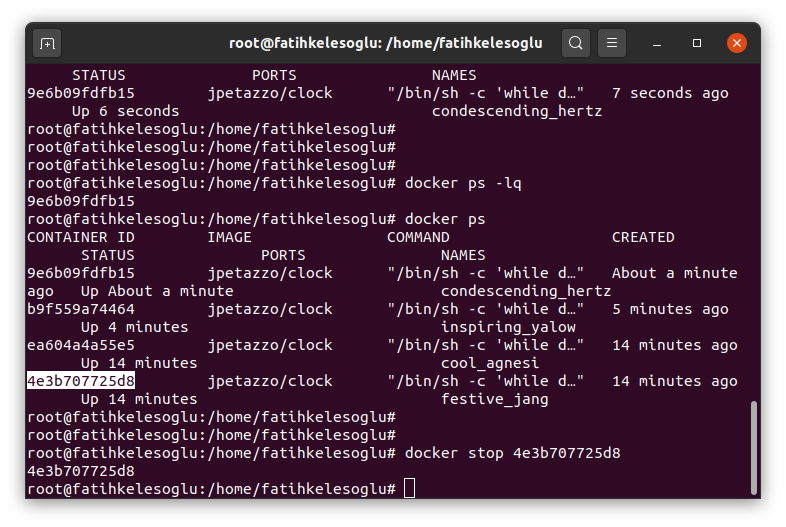 root@fatihkelesoglu: /home/fatihkelesoglu
STATUS PORTS NAMES
9e6b09fdfb15 jpetazzo/clock "/bin/sh -c 'while d…" 7 seconds ago
Up 6 seconds condescending_hertz
root@fatihkelesoglu:/home/fatihkelesoglu#
root@fatihkelesoglu:/home/fatihkelesoglu#
root@fatihkelesoglu:/home/fatihkelesoglu#
root@fatihkelesoglu:/home/fatihkelesoglu# docker ps -lq
9e6b09fdfb15
root@fatihkelesoglu:/home/fatihkelesoglu# docker ps
CONTAINER ID IMAGE COMMAND CREATED
STATUS PORTS NAMES
9e6b09fdfb15 jpetazzo/clock "/bin/sh -c 'while d…" About a minute
ago Up About a minute condescending_hertz
b9f559a74464 jpetazzo/clock "/bin/sh -c 'while d…" 5 minutes ago
Up 4 minutes inspiring_yalow
ea604a4a55e5 jpetazzo/clock "/bin/sh -c 'while d…" 14 minutes ago
Up 14 minutes cool_agnesi
4e3b707725d8 jpetazzo/clock "/bin/sh -c 'while d…" 14 minutes ago
Up 14 minutes festive_jang
root@fatihkelesoglu:/home/fatihkelesoglu#
root@fatihkelesoglu:/home/fatihkelesoglu#
root@fatihkelesoglu:/home/fatihkelesoglu# docker stop 4e3b707725d8
4e3b707725d8
root@fatihkelesoglu:/home/fatihkelesoglu#